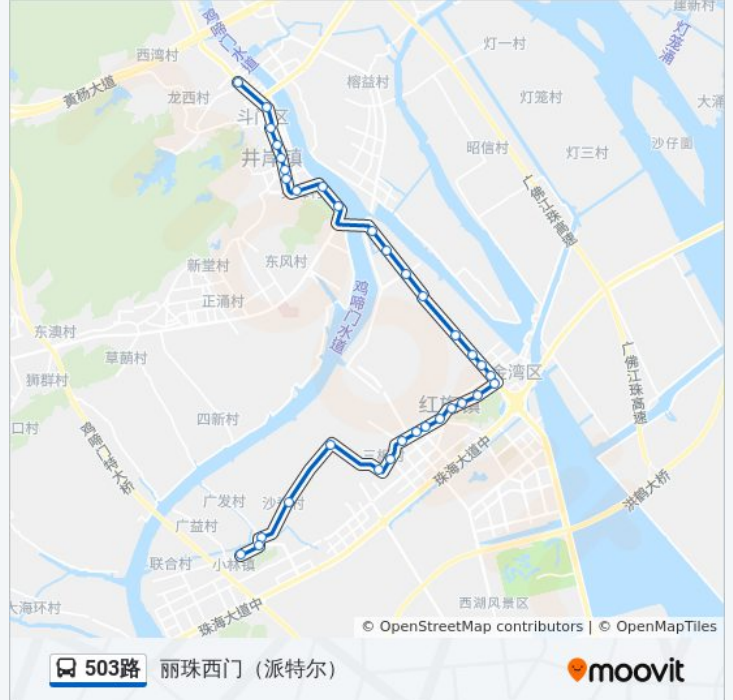 建新村
鸡啼门水道
灯笼涌
西湾村
灯一村
榕益村
黄杨大道
龙西村
灯笼村
大涌
斗门区
昭信村
灯三村
沙仔围
井岸镇
广佛江珠高速
新堂村
东风村
正涌村
鸡啼门水道
东澳村
草蓢村
金湾区
广佛江珠高速
狮群村
红旗镇
四新村
口村
鸡啼门特大桥
珠海大道中
广发村
洪鹤大桥
广益村
联合村
小林镇
大海环村
西湖风景区
珠海大道中
© OpenStreetMap contributors | © OpenMapTiles
503路 丽珠西门（派特尔）
moovit